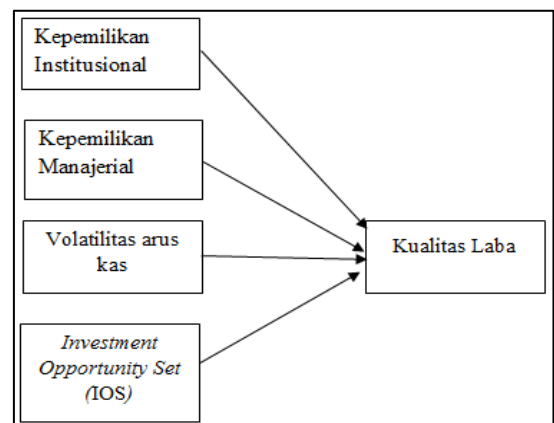 Kepemilikan
Institusional
Kepemilikan
Manajerial
Volatilitas arus
kas
Investment
Opportunity Set
(IOS)
Kualitas Laba